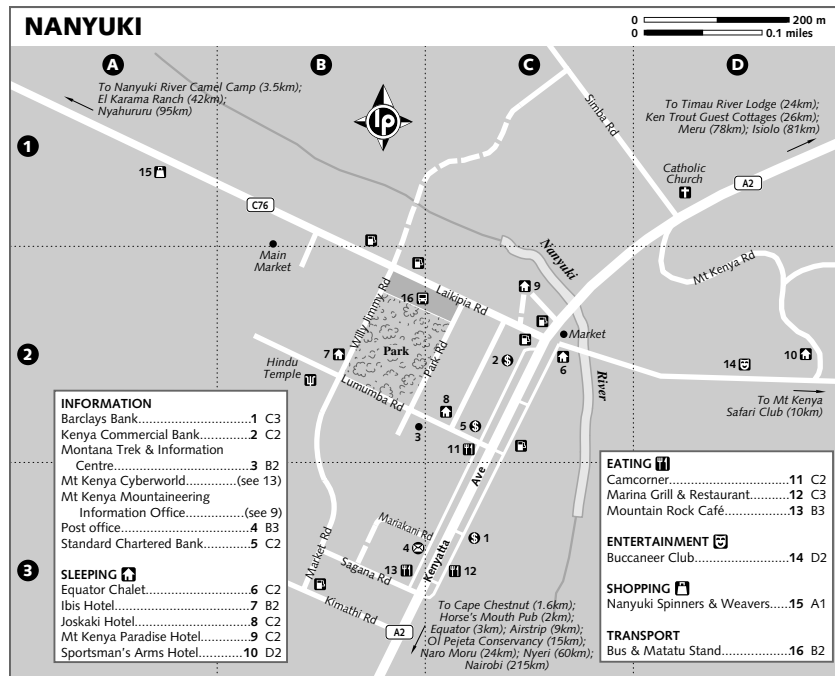 NANYUKI
0 200 m
0 0.1 miles
A
B
C
D
To Nanyuki River Camel Camp (3.5km);
El Karama Ranch (42km);
Nyahururu (95km)
lp
Simba Rd
To Timau River Lodge (24km);
Ken Trout Guest Cottages (26km);
Meru (78km); Isiolo (81km)
1
15
Catholic
Church
A2
C76
Main
Market
Nanyuki
Mt Kenya Rd
9
16
Laikipia Rd
Willy Jimmy Rd
Market
2
7
Park
Park Rd
2
6
14
10
Hindu
Temple
Lumumba Rd
River
To Mt Kenya
Safari Club (10km)
8
5
3
11
Ave
INFORMATION
Barclays Bank 1 C3
Kenya Commercial Bank 2 C2
Montana Trek & Information
Centre 3 B2
Mt Kenya Cyberworld (see 13)
Mt Kenya Mountaineering
Information Office (see 9)
Post office 4 B3
Standard Chartered Bank 5 C2
SLEEPING
Equator Chalet 6 C2
Ibis Hotel 7 B2
Joskaki Hotel 8 C2
Mt Kenya Paradise Hotel 9 C2
Sportsman's Arms Hotel 10 D2
EATING
Camcorner 11 C2
Marina Grill & Restaurant 12 C3
Mountain Rock Café 13 B3
ENTERTAINMENT
Buccaneer Club 14 D2
SHOPPING
Nanyuki Spinners & Weavers 15 A1
TRANSPORT
Bus & Matatu Stand 16 B2
3
Market Rd
Mariakani Rd
4
1
Sagana Rd
13
Kenyatta
12
Kimathi Rd
A2
To Cape Chestnut (1.6km);
Horse's Mouth Pub (2km);
Equator (3km); Airstrip (9km);
Ol Pejeta Conservancy (15km);
Naro Moru (24km); Nyeri (60km);
Nairobi (215km)